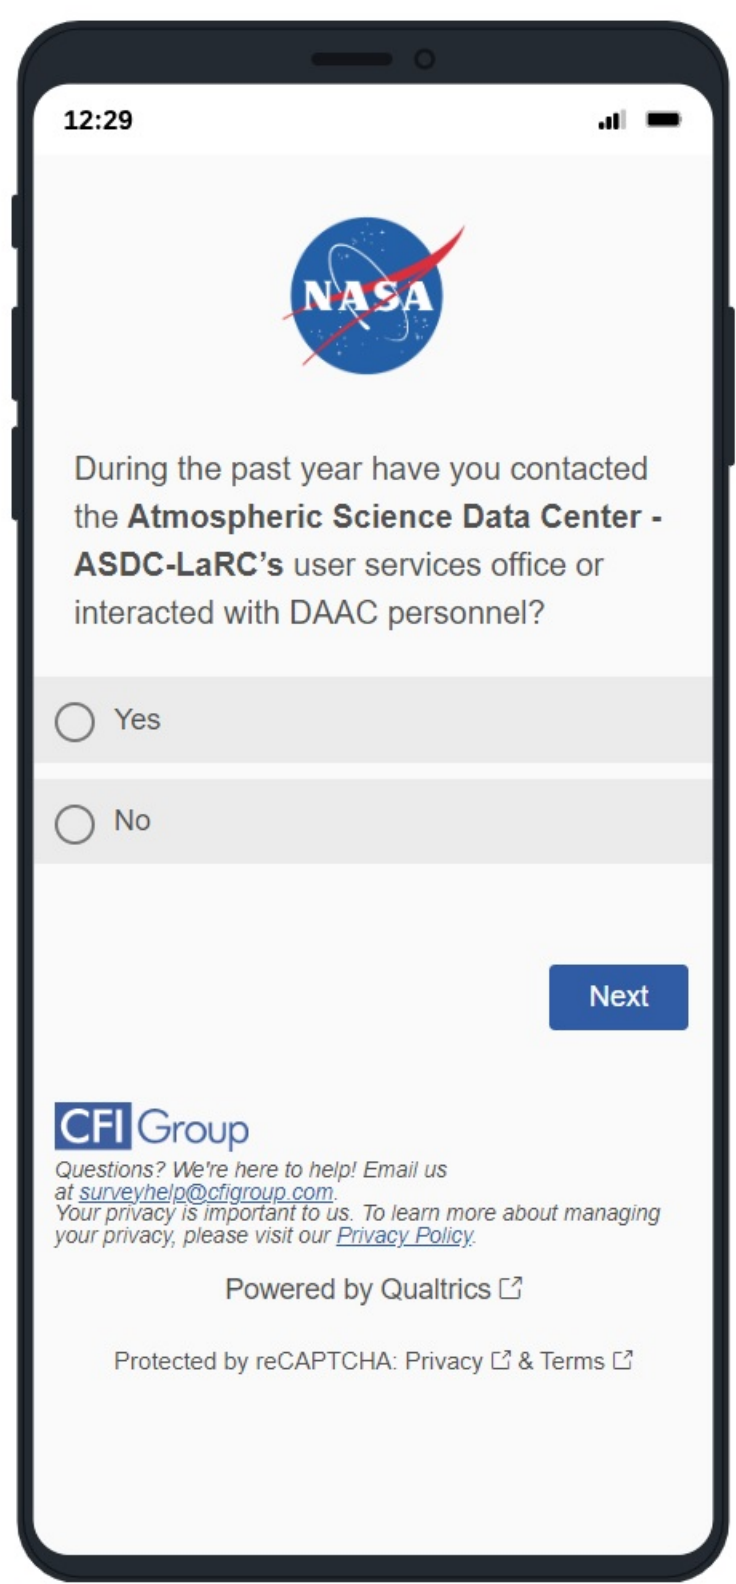 12:29
NASA
During the past year have you contacted
the Atmospheric Science Data Center -
ASDC-LaRC’s user services office or
interacted with DAAC personnel?
Yes
No
Next
CFI Group
Questions? We're here to help! Email us
at surveyhelp@cfigroup.com.
Your privacy is important to us. To learn more about managing
your privacy, please visit our Privacy Policy.
Powered by Qualtrics
Protected by reCAPTCHA: Privacy & Terms